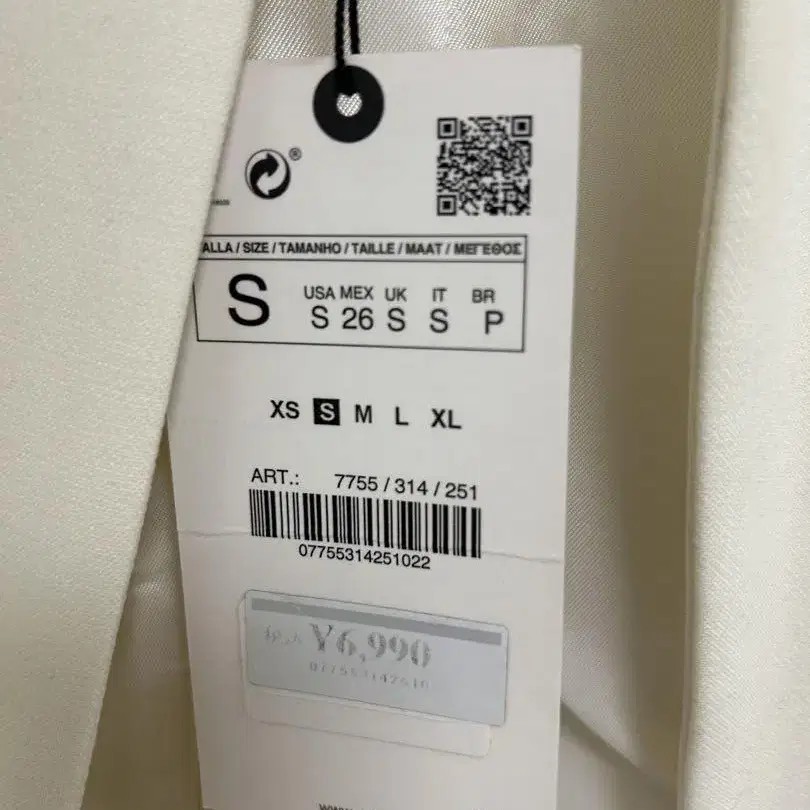 ALLA / SIZE / TAMANHO / TAILLE / MAAT / ΜΕΓΕΘΟΣ
S
USA MEX UK IT BR
S 26 S S P
XS S M L XL
ART.: 7755 / 314 / 251
07755314251022
¥6,990